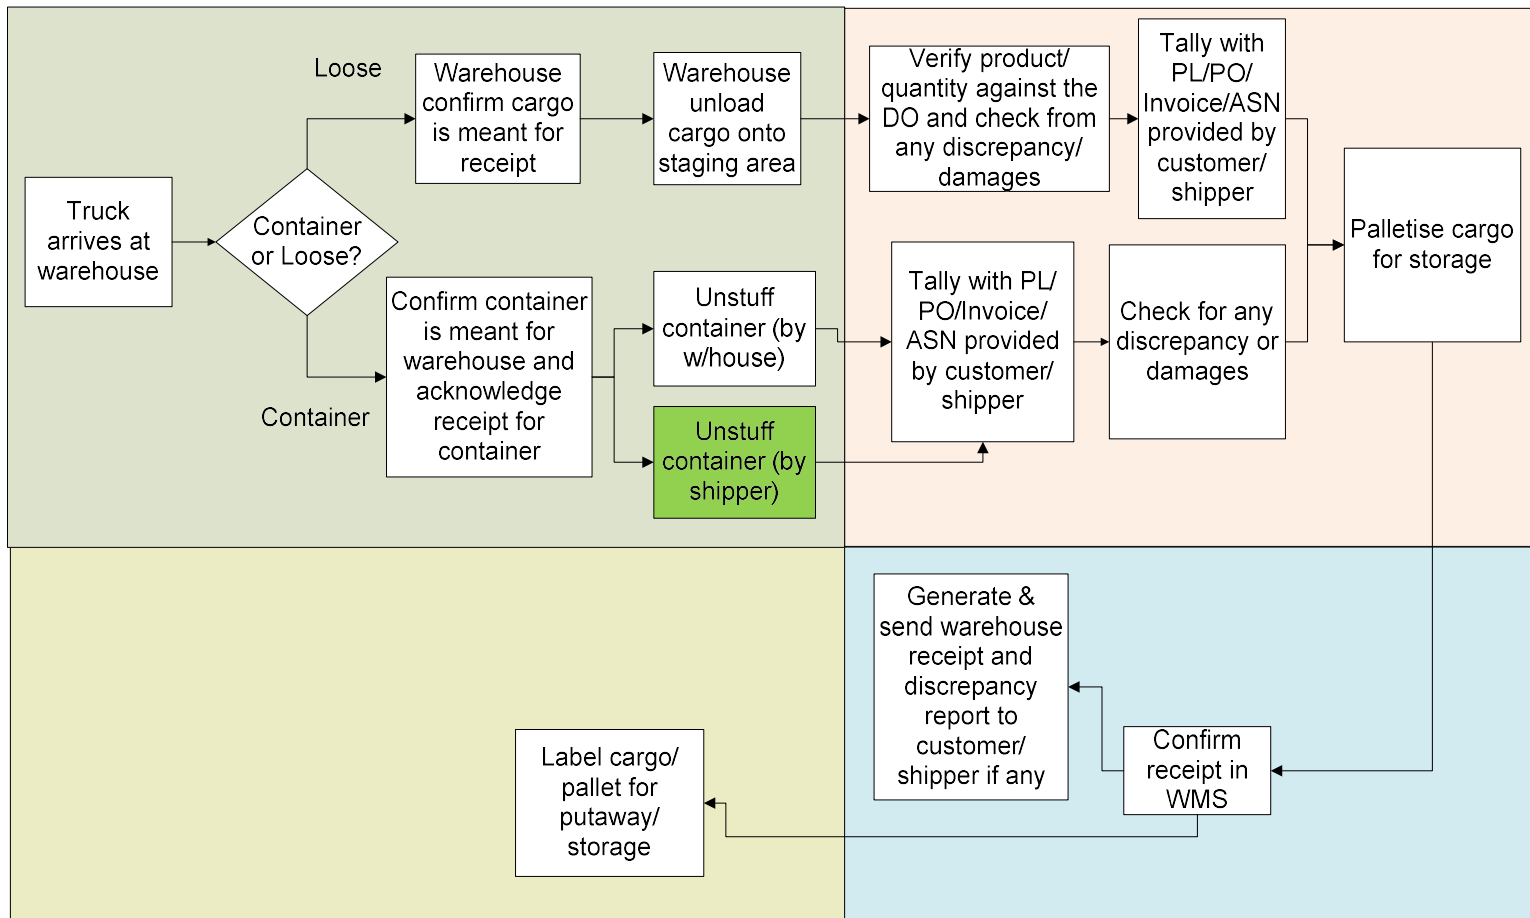 Truck
arrives at
warehouse
Container
or Loose?
Loose
Warehouse
confirm cargo
is meant for
receipt
Warehouse
unload
cargo onto
staging area
Verify product/
quantity against the
DO and check from
any discrepancy/
damages
Tally with
PL/PO/
Invoice/ASN
provided by
customer/
shipper
Container
Confirm container
is meant for
warehouse and
acknowledge
receipt for
container
Unstuff
container (by
w/house)
Unstuff
container (by
shipper)
Tally with PL/
PO/Invoice/
ASN provided
by customer/
shipper
Check for any
discrepancy or
damages
Palletise cargo
for storage
Confirm
receipt in
WMS
Generate &
send warehouse
receipt and
discrepancy
report to
customer/
shipper if any
Label cargo/
pallet for
putaway/
storage